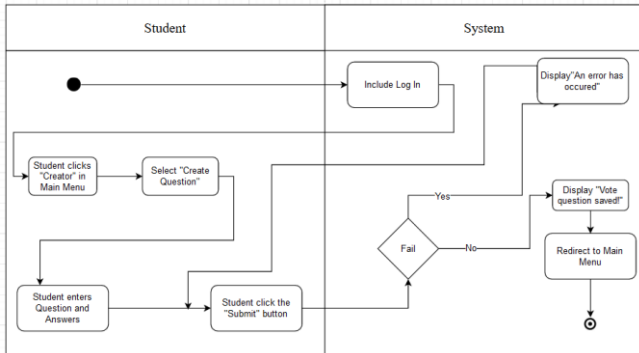 Student
System
Include Log In
Display"An error has
occured"
Student clicks
"Creator" in
Main Menu
Select "Create
Question"
Yes
Display "Vote
question saved!"
Fail
No
Redirect to Main
Menu
Student enters
Question and
Answers
Student click the
"Submit" button